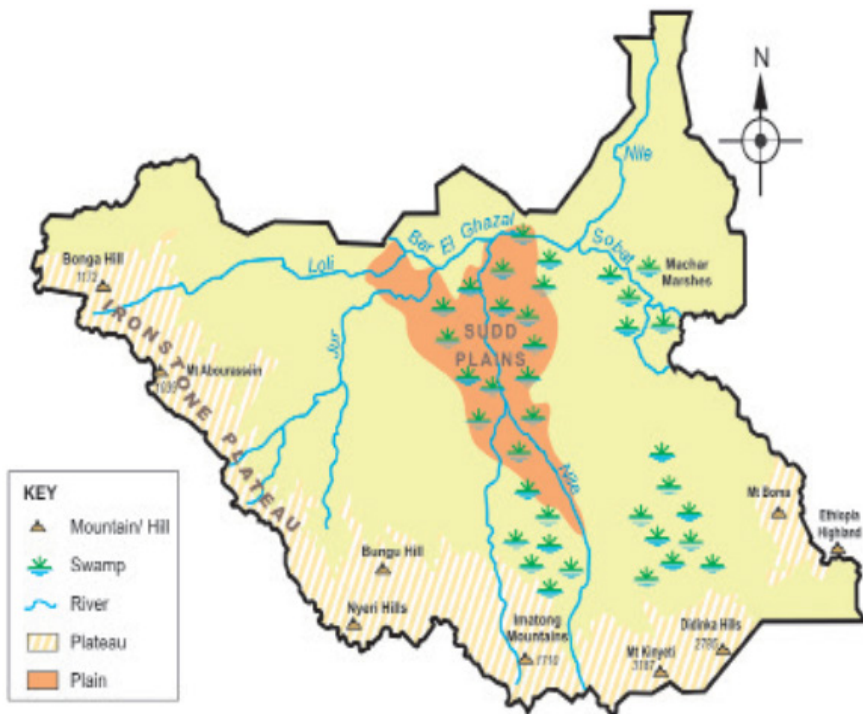 N
Nile
Bar El Ghazal
Sobat
Machar
Marshes
Bonga Hill
1172
Loli
IRONSTONE PLATEAU
SUDD
PLAINS
Jur
Mt Abourasséin
Nile
Mt Boma
Ethiopia
Highland
KEY
Mountain/ Hill
Swamp
River
Plateau
Plain
Bungu Hill
Nyeri Hills
Imatong
Mountains
1710
Mt Kinyeti
3187
Didinka Hills